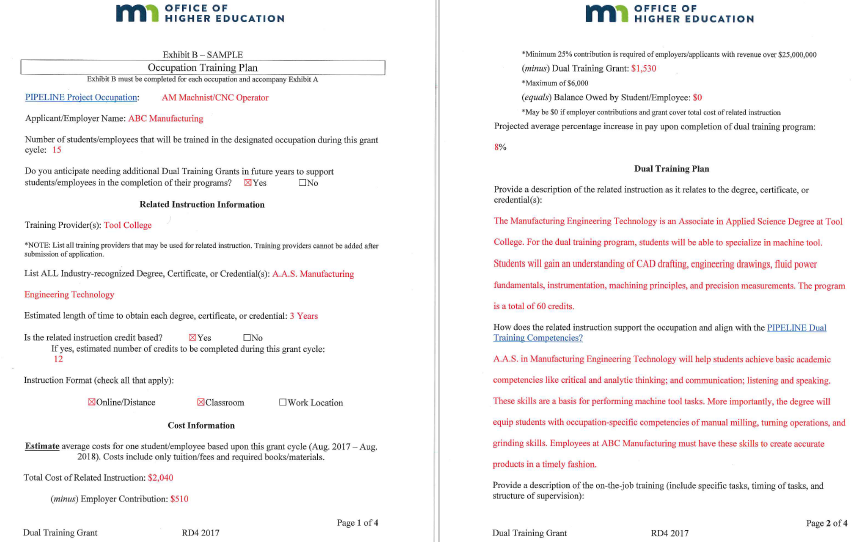 OFFICE OF
HIGHER EDUCATION
Exhibit B – SAMPLE
Occupation Training Plan
Exhibit B must be completed for each occupation and accompany Exhibit A
PIPELINE Project Occupation: AM Machnist/CNC Operator
Applicant/Employer Name: ABC Manufacturing
Number of students/employees that will be trained in the designated occupation during this grant
cycle: 15
Do you anticipate needing additional Dual Training Grants in future years to support
students/employees in the completion of their programs? ☒Yes ☐No
Related Instruction Information
Training Provider(s): Tool College
*NOTE: List all training providers that may be used for related instruction. Training providers cannot be added after
submission of application.
List ALL Industry-recognized Degree, Certificate, or Credential(s): A.A.S. Manufacturing
Engineering Technology
Estimated length of time to obtain each degree, certificate, or credential: 3 Years
Is the related instruction credit based? ☒Yes ☐No
If yes, estimated number of credits to be completed during this grant cycle:
12
Instruction Format (check all that apply):
☒Online/Distance ☒Classroom ☐Work Location
Cost Information
Estimate average costs for one student/employee based upon this grant cycle (Aug. 2017 – Aug.
2018). Costs include only tuition/fees and required books/materials.
Total Cost of Related Instruction: $2,040
(minus) Employer Contribution: $510
Page 1 of 4
Dual Training Grant RD4 2017
OFFICE OF
HIGHER EDUCATION
*Minimum 25% contribution is required of employers/applicants with revenue over $25,000,000
(minus) Dual Training Grant: $1,530
*Maximum of $6,000
(equals) Balance Owed by Student/Employee: $0
*May be $0 if employer contributions and grant cover total cost of related instruction
Projected average percentage increase in pay upon completion of dual training program:
8%
Dual Training Plan
Provide a description of the related instruction as it relates to the degree, certificate, or
credential(s):
The Manufacturing Engineering Technology is an Associate in Applied Science Degree at Tool
College. For the dual training program, students will be able to specialize in machine tool.
Students will gain an understanding of CAD drafting, engineering drawings, fluid power
fundamentals, instrumentation, machining principles, and precision measurements. The program
is a total of 60 credits.
How does the related instruction support the occupation and align with the PIPELINE Dual
Training Competencies?
A.A.S. in Manufacturing Engineering Technology will help students achieve basic academic
competencies like critical and analytic thinking; and communication; listening and speaking.
These skills are a basis for performing machine tool tasks. More importantly, the degree will
equip students with occupation-specific competencies of manual milling, turning operations, and
grinding skills. Employees at ABC Manufacturing must have these skills to create accurate
products in a timely fashion.
Provide a description of the on-the-job training (include specific tasks, timing of tasks, and
structure of supervision):
Page 2 of 4
Dual Training Grant RD4 2017